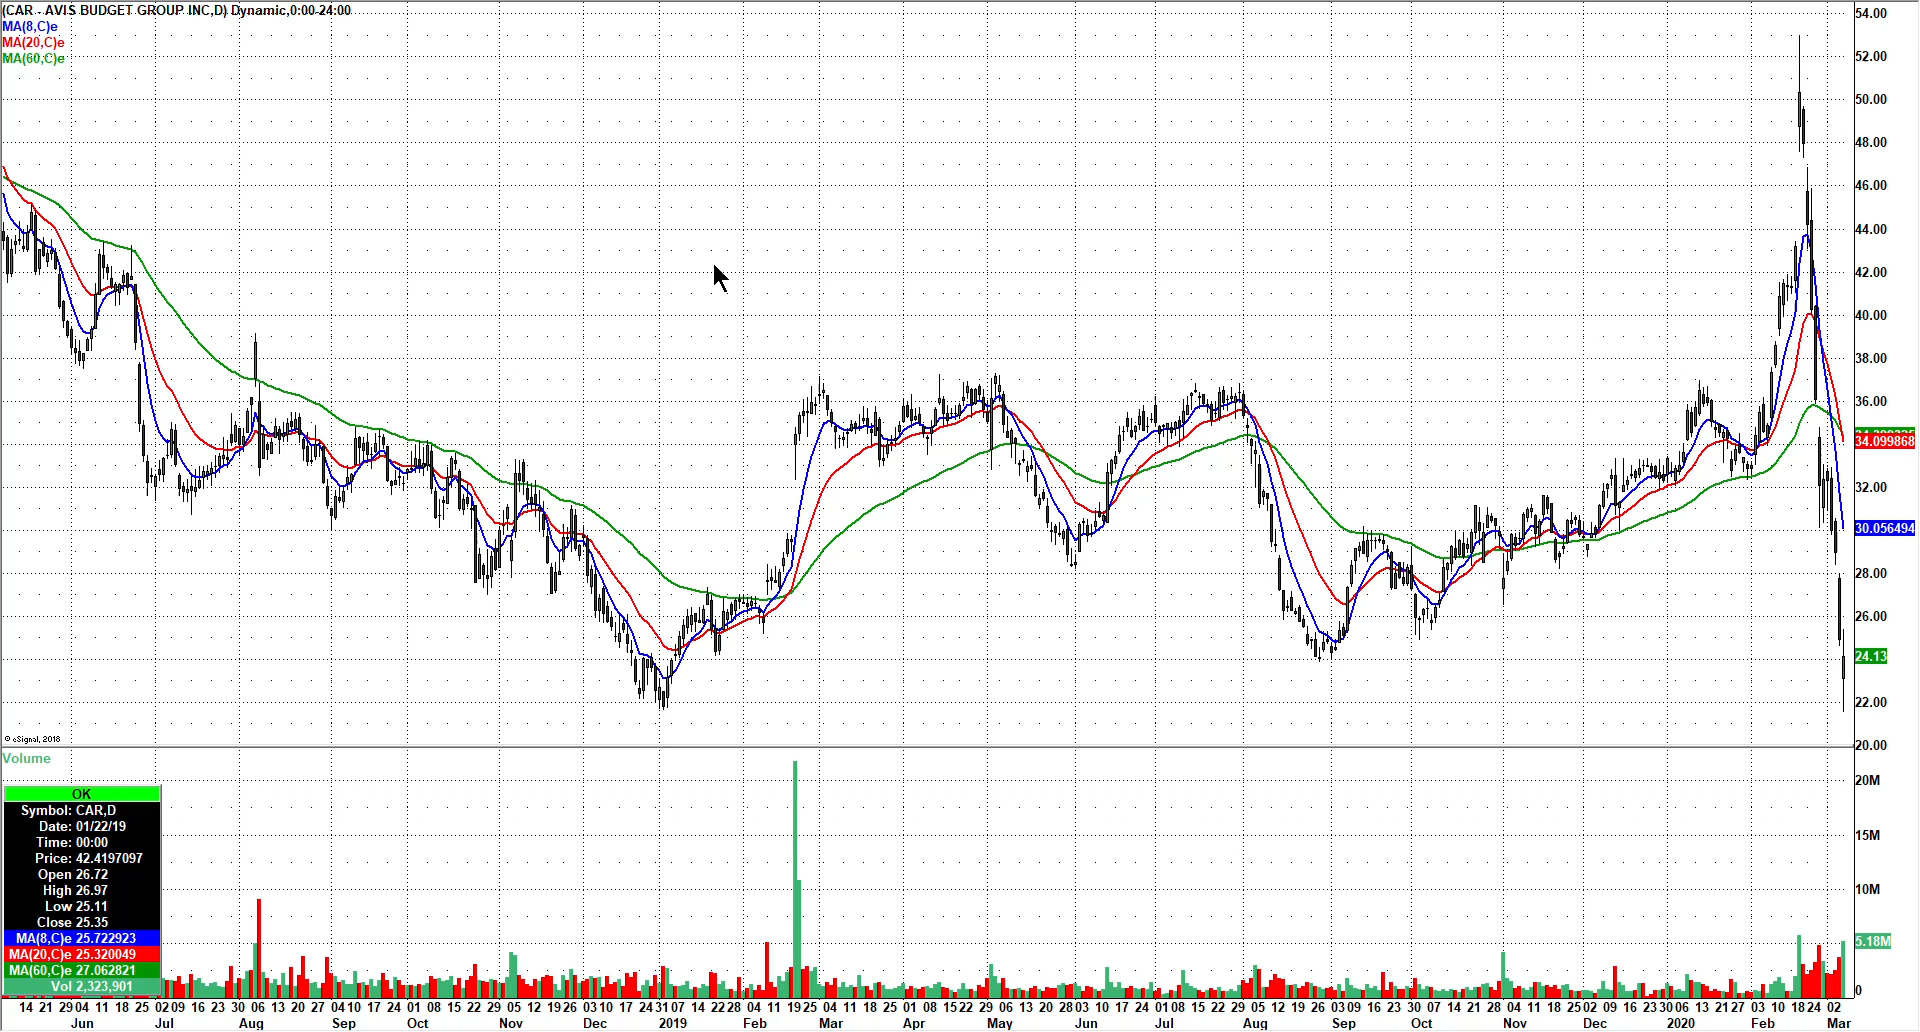 (CAR - AVIS BUDGET GROUP INC,D) Dynamic,0:00-24:00
MA(8,C)e
MA(20,C)e
MA(60,C)e
54.00
52.00
50.00
48.00
46.00
44.00
42.00
40.00
38.00
36.00
34.099868
32.00
30.056494
28.00
26.00
24.13
22.00
20.00
© eSignal, 2018
Volume
20M
15M
10M
5.18M
0
OK
Symbol: CAR,D
Date: 01/22/19
Time: 00:00
Price: 42.4197097
Open 26.72
High 26.97
Low 25.11
Close 25.35
MA(8,C)e 25.722923
MA(20,C)e 25.320049
MA(60,C)e 27.062821
Vol 2,323,901
14 21 29 04 11 18 25 02 09 16 23 30 06 13 20 27 04 10 17 24 01 08 15 22 29 05 12 19 26 03 10 17 24 31 07 14 22 28 04 11 19 25 04 11 18 25 01 08 15 22 29 06 13 20 28 03 10 17 24 01 08 15 22 29 05 12 19 26 03 09 16 23 30 07 14 21 28 04 11 18 25 02 09 16 23 30 06 13 21 27 03 10 18 24 02
Jun Jul Aug Sep Oct Nov Dec 2019 Feb Mar Apr May Jun Jul Aug Sep Oct Nov Dec 2020 Feb Mar